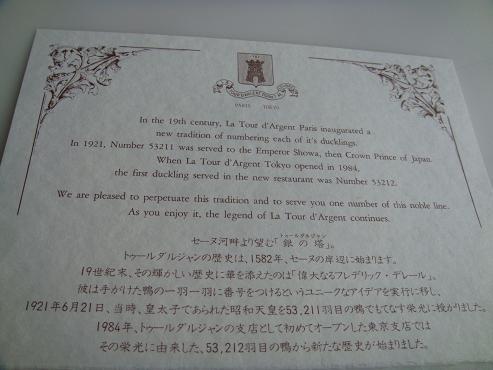 LA TOUR D'ARGENT
PARIS TOKYO
In the 19th century, La Tour d'Argent Paris inaugurated a
new tradition of numbering each of it's ducklings.
In 1921, Number 53211 was served to the Emperor Showa, then Crown Prince of Japan.
When La Tour d'Argent Tokyo opened in 1984,
the first duckling served in the new restaurant was Number 53212.
We are pleased to perpetuate this tradition and to serve you one number of this noble line.
As you enjoy it, the legend of La Tour d'Argent continues.
トゥールダルジャン
セーヌ河畔より望む「銀の塔」。
トゥールダルジャンの歴史は、1582年、セーヌの岸辺に始まります。
19世紀末、その輝かしい歴史に華を添えたのは「偉大なるフレデリック・デレール」。
彼は手がけた鴨の一羽一羽に番号をつけるというユニークなアイデアを実行に移し、
1921年6月21日、当時、皇太子であられた昭和天皇を53,211羽目の鴨でもてなす栄光に授かりました。
1984年、トゥールダルジャンの支店として初めてオープンした東京支店では
その栄光に由来した、53,212羽目の鴨から新たな歴史が始まりました。